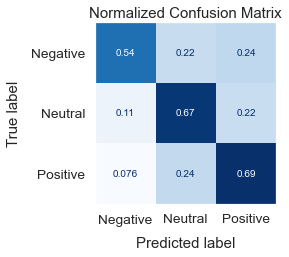 Normalized Confusion Matrix
True label
Negative 0.54 0.22 0.24
Neutral 0.11 0.67 0.22
Positive 0.076 0.24 0.69
Negative Neutral Positive
Predicted label